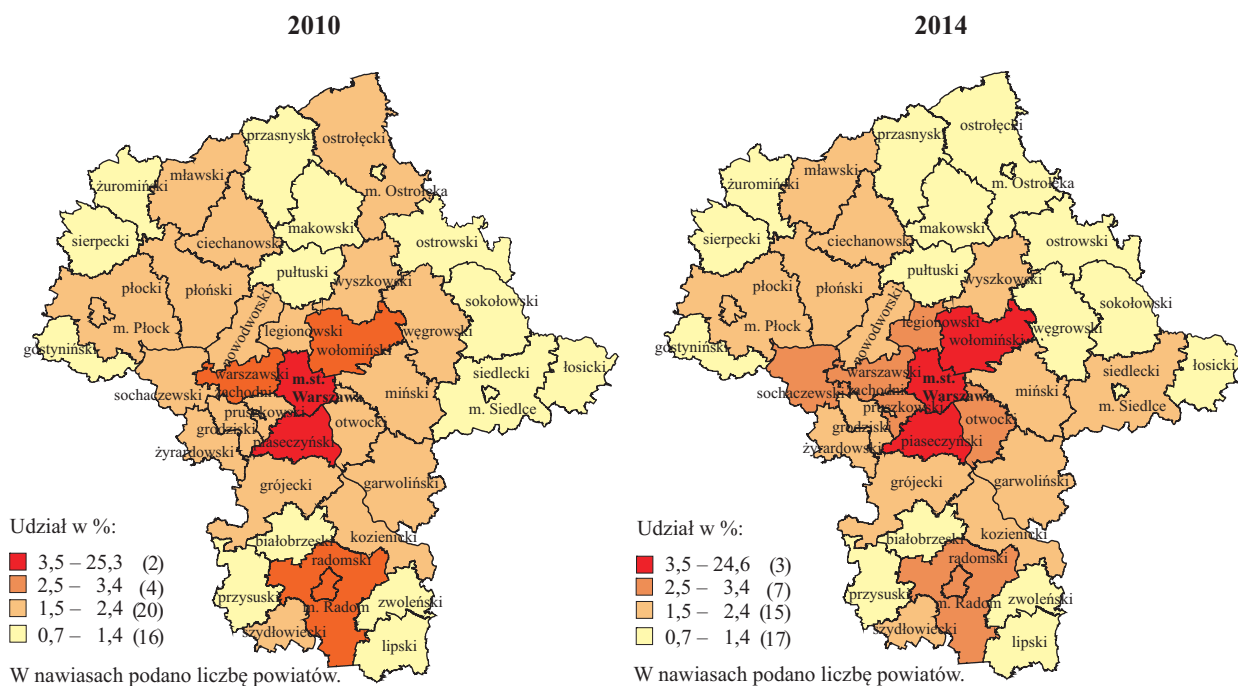 2010
przasnyski
ostrołęcki
mławski
żuromiński
m. Ostrołęka
makowski
sierpecki
ciechanowski
ostrowski
pułtuski
wyszkowski
płocki
płoński
sokołowski
nowodworski
m. Płock
legionowski
węgrowski
wołomiński
gostyniński
warszawski
zachodni
m.st.
Warszawa
siedlecki
łosicki
sochaczewski
miński
m. Siedlce
pruszkowski
grodziski
otwocki
piaseczyński
żyrardowski
grójecki
garwoliński
białobrzeski
kozienicki
radomski
przysuski
m. Radom
zwoleński
szydłowiecki
lipski
Udział w %:
3,5 – 25,3 (2)
2,5 – 3,4 (4)
1,5 – 2,4 (20)
0,7 – 1,4 (16)
W nawiasach podano liczbę powiatów.
2014
ostrołęcki
przasnyski
mławski
żuromiński
m. Ostrołęka
makowski
sierpecki
ciechanowski
ostrowski
pułtuski
wyszkowski
płocki
płoński
sokołowski
nowodworski
m. Płock
legionowski
węgrowski
wołomiński
gostyniński
warszawski
zachodni
m.st.
Warszawa
siedlecki
łosicki
sochaczewski
miński
m. Siedlce
pruszkowski
grodziski
otwocki
piaseczyński
żyrardowski
grójecki
garwoliński
białobrzeski
kozienicki
radomski
przysuski
m. Radom
zwoleński
szydłowiecki
lipski
Udział w %:
3,5 – 24,6 (3)
2,5 – 3,4 (7)
1,5 – 2,4 (15)
0,7 – 1,4 (17)
W nawiasach podano liczbę powiatów.